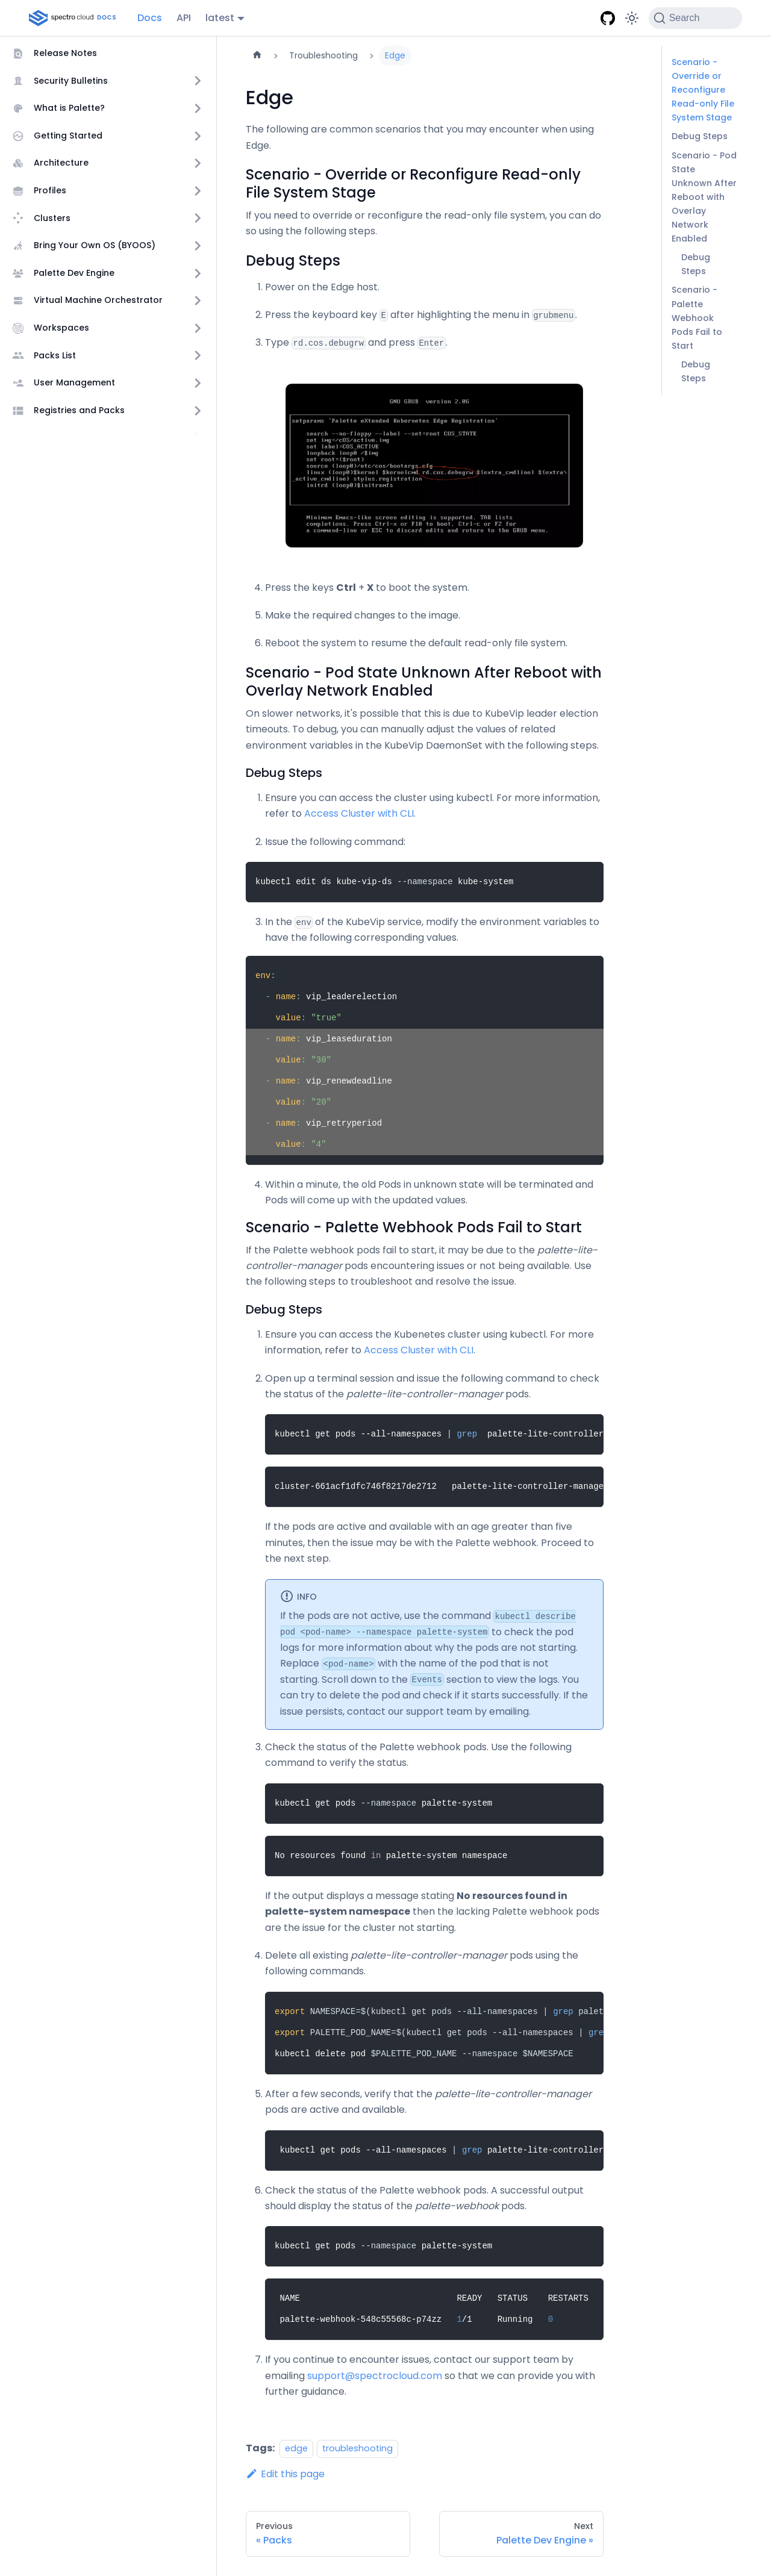 spectro cloud DOCS
Docs
API
latest
Search
Release Notes
Security Bulletins
What is Palette?
Getting Started
Architecture
Profiles
Clusters
Bring Your Own OS (BYOOS)
Palette Dev Engine
Virtual Machine Orchestrator
Workspaces
Packs List
User Management
Registries and Packs
Troubleshooting
Edge
Edge
The following are common scenarios that you may encounter when using
Edge.
Scenario - Override or Reconfigure Read-only
File System Stage
If you need to override or reconfigure the read-only file system, you can do
so using the following steps.
Debug Steps
1. Power on the Edge host.
2. Press the keyboard key E after highlighting the menu in grubmenu.
3. Type rd.cos.debugrw and press Enter.
GNU GRUB version 2.06
setparams 'Palette eXtended Kubernetes Edge Registration'
search --no-floppy --label --set=root COS_STATE
set img=/cOS/active.img
set label=COS_ACTIVE
loopback loop0 /$img
set root=($root)
source (loop0)/etc/cos/bootargs.cfg
linux (loop0)$kernel $kernelcmd rd.cos.debugrw ${extra_cmdline} ${extra\
_active_cmdline} stylus.registration
initrd (loop0)$initramfs
Minimum Emacs-like screen editing is supported. TAB lists
completions. Press Ctrl-x or F10 to boot, Ctrl-c or F2 for
a command-line or ESC to discard edits and return to the GRUB menu.
4. Press the keys Ctrl + X to boot the system.
5. Make the required changes to the image.
6. Reboot the system to resume the default read-only file system.
Scenario - Pod State Unknown After Reboot with
Overlay Network Enabled
On slower networks, it's possible that this is due to KubeVip leader election
timeouts. To debug, you can manually adjust the values of related
environment variables in the KubeVip DaemonSet with the following steps.
Debug Steps
1. Ensure you can access the cluster using kubectl. For more information,
refer to Access Cluster with CLI.
2. Issue the following command:
kubectl edit ds kube-vip-ds --namespace kube-system
3. In the env of the KubeVip service, modify the environment variables to
have the following corresponding values.
env:
- name: vip_leaderelection
value: "true"
- name: vip_leaseduration
value: "30"
- name: vip_renewdeadline
value: "20"
- name: vip_retryperiod
value: "4"
4. Within a minute, the old Pods in unknown state will be terminated and
Pods will come up with the updated values.
Scenario - Palette Webhook Pods Fail to Start
If the Palette webhook pods fail to start, it may be due to the palette-lite-
controller-manager pods encountering issues or not being available. Use
the following steps to troubleshoot and resolve the issue.
Debug Steps
1. Ensure you can access the Kubenetes cluster using kubectl. For more
information, refer to Access Cluster with CLI.
2. Open up a terminal session and issue the following command to check
the status of the palette-lite-controller-manager pods.
kubectl get pods --all-namespaces | grep  palette-lite-controller
cluster-661acf1dfc746f8217de2712   palette-lite-controller-manage
If the pods are active and available with an age greater than five
minutes, then the issue may be with the Palette webhook. Proceed to
the next step.
INFO
If the pods are not active, use the command kubectl describe
pod <pod-name> --namespace palette-system to check the pod
logs for more information about why the pods are not starting.
Replace <pod-name> with the name of the pod that is not
starting. Scroll down to the Events section to view the logs. You
can try to delete the pod and check if it starts successfully. If the
issue persists, contact our support team by emailing.
3. Check the status of the Palette webhook pods. Use the following
command to verify the status.
kubectl get pods --namespace palette-system
No resources found in palette-system namespace
If the output displays a message stating No resources found in
palette-system namespace then the lacking Palette webhook pods
are the issue for the cluster not starting.
4. Delete all existing palette-lite-controller-manager pods using the
following commands.
export NAMESPACE=$(kubectl get pods --all-namespaces | grep palet
export PALETTE_POD_NAME=$(kubectl get pods --all-namespaces | gre
kubectl delete pod $PALETTE_POD_NAME --namespace $NAMESPACE
5. After a few seconds, verify that the palette-lite-controller-manager
pods are active and available.
kubectl get pods --all-namespaces | grep palette-lite-controller
6. Check the status of the Palette webhook pods. A successful output
should display the status of the palette-webhook pods.
kubectl get pods --namespace palette-system
NAME READY STATUS RESTARTS
palette-webhook-548c55568c-p74zz 1/1 Running 0
7. If you continue to encounter issues, contact our support team by
emailing support@spectrocloud.com so that we can provide you with
further guidance.
Tags: edge troubleshooting
Edit this page
Previous
« Packs
Next
Palette Dev Engine »
Scenario -
Override or
Reconfigure
Read-only File
System Stage
Debug Steps
Scenario - Pod
State
Unknown After
Reboot with
Overlay
Network
Enabled
Debug
Steps
Scenario -
Palette
Webhook
Pods Fail to
Start
Debug
Steps